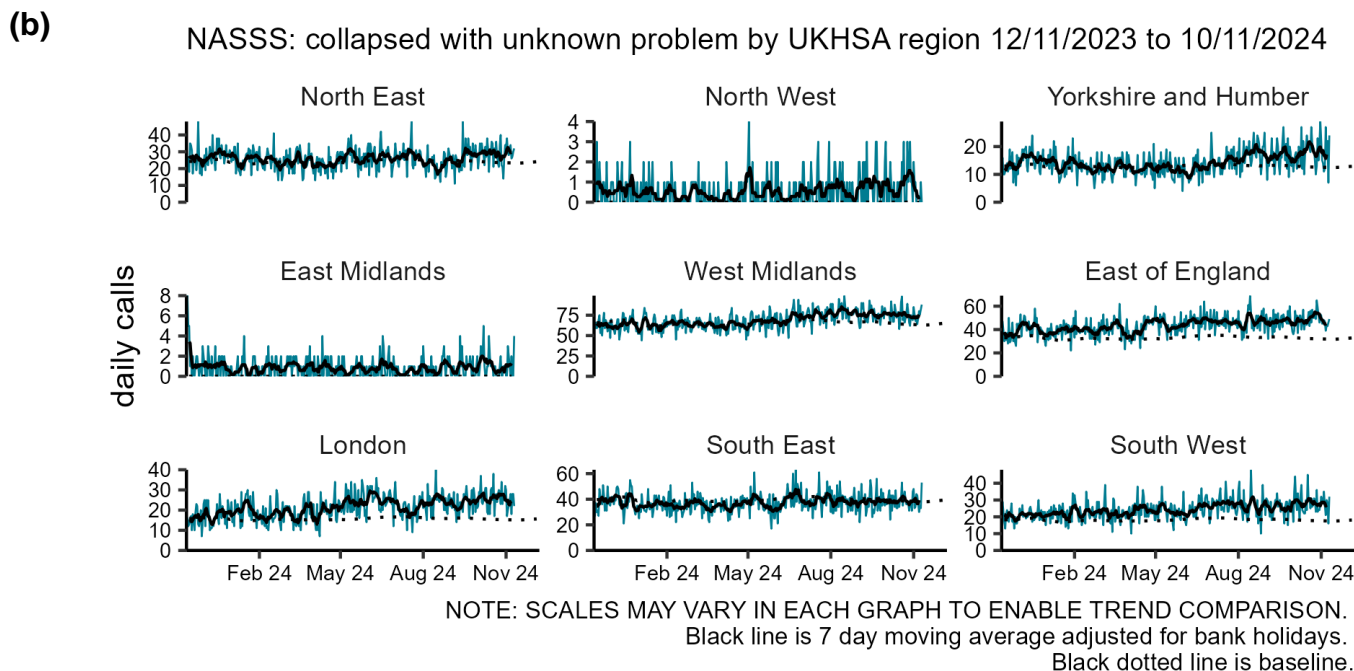 (b)
NASSS: collapsed with unknown problem by UKHSA region 12/11/2023 to 10/11/2024
North East
North West
Yorkshire and Humber
40
30
20
10
0
4
3
2
1
0
20
10
0
daily calls
East Midlands
West Midlands
East of England
8
6
4
2
0
75
50
25
0
60
40
20
0
London
South East
South West
40
30
20
10
0
60
40
20
0
40
30
20
10
0
Feb 24 May 24 Aug 24 Nov 24
Feb 24 May 24 Aug 24 Nov 24
Feb 24 May 24 Aug 24 Nov 24
NOTE: SCALES MAY VARY IN EACH GRAPH TO ENABLE TREND COMPARISON.
Black line is 7 day moving average adjusted for bank holidays.
Black dotted line is baseline.